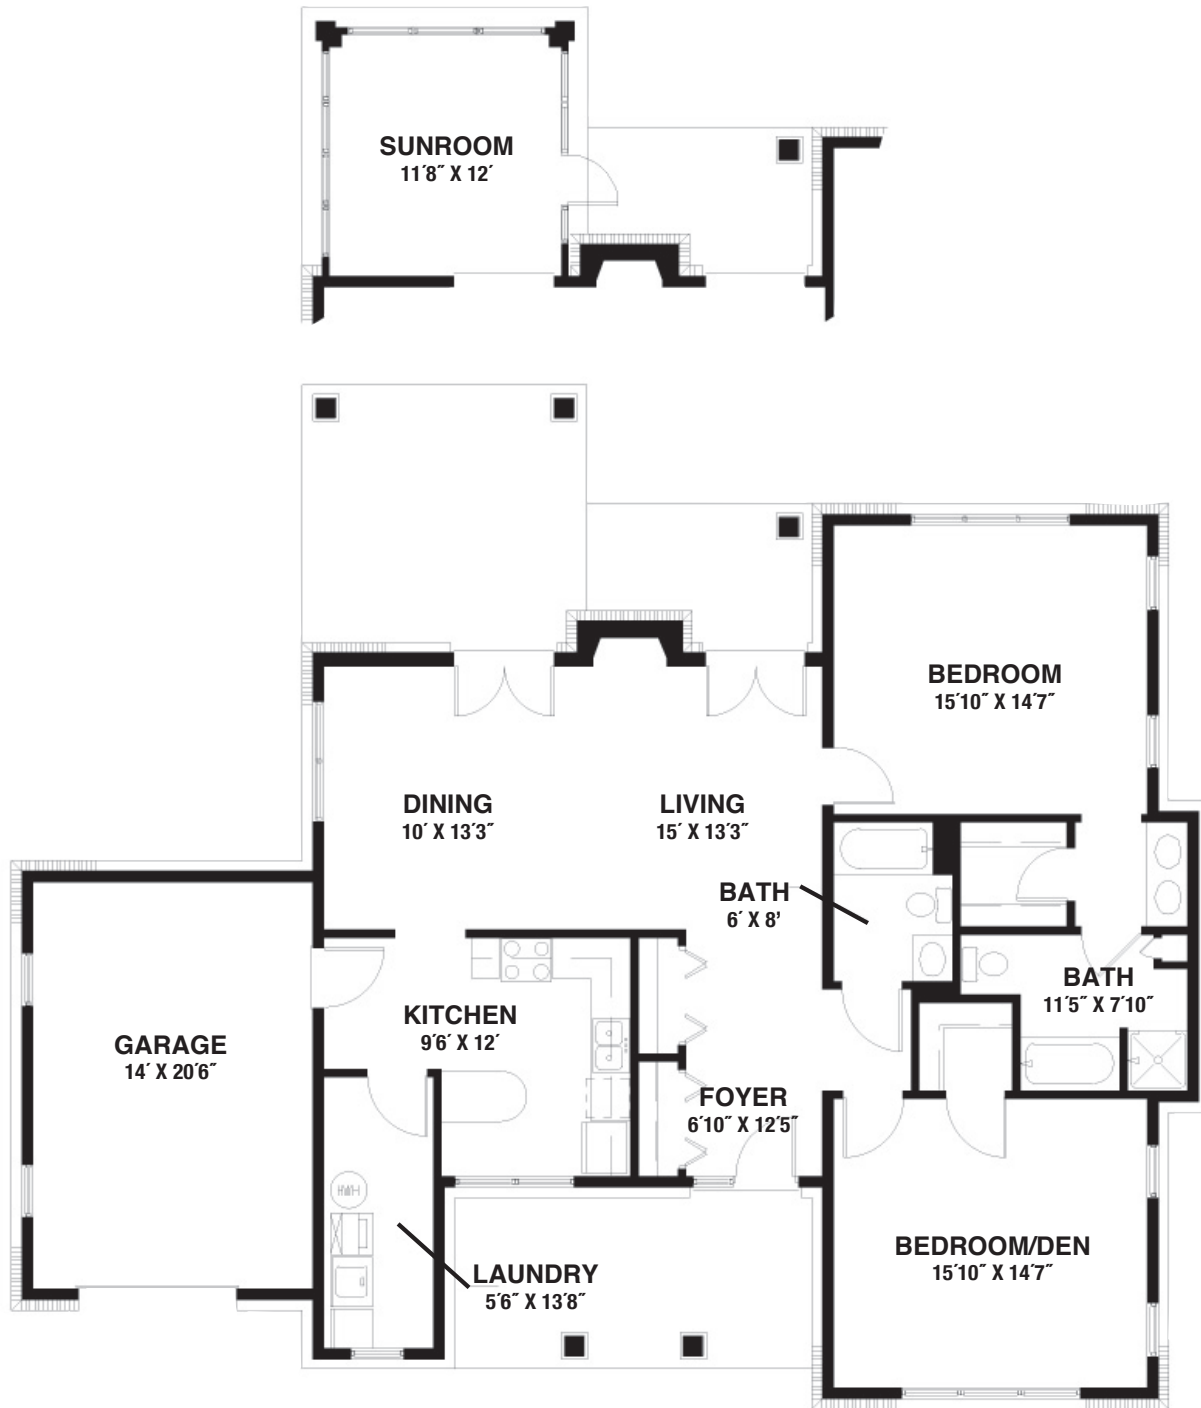 SUNROOM
11'8" X 12'
BEDROOM
15'10" X 14'7"
DINING
10' X 13'3"
LIVING
15' X 13'3"
BATH
6' X 8'
BATH
11'5" X 7'10"
KITCHEN
9'6" X 12'
GARAGE
14' X 20'6"
FOYER
6'10" X 12'5"
HWH
BEDROOM/DEN
15'10" X 14'7"
LAUNDRY
5'6" X 13'8"